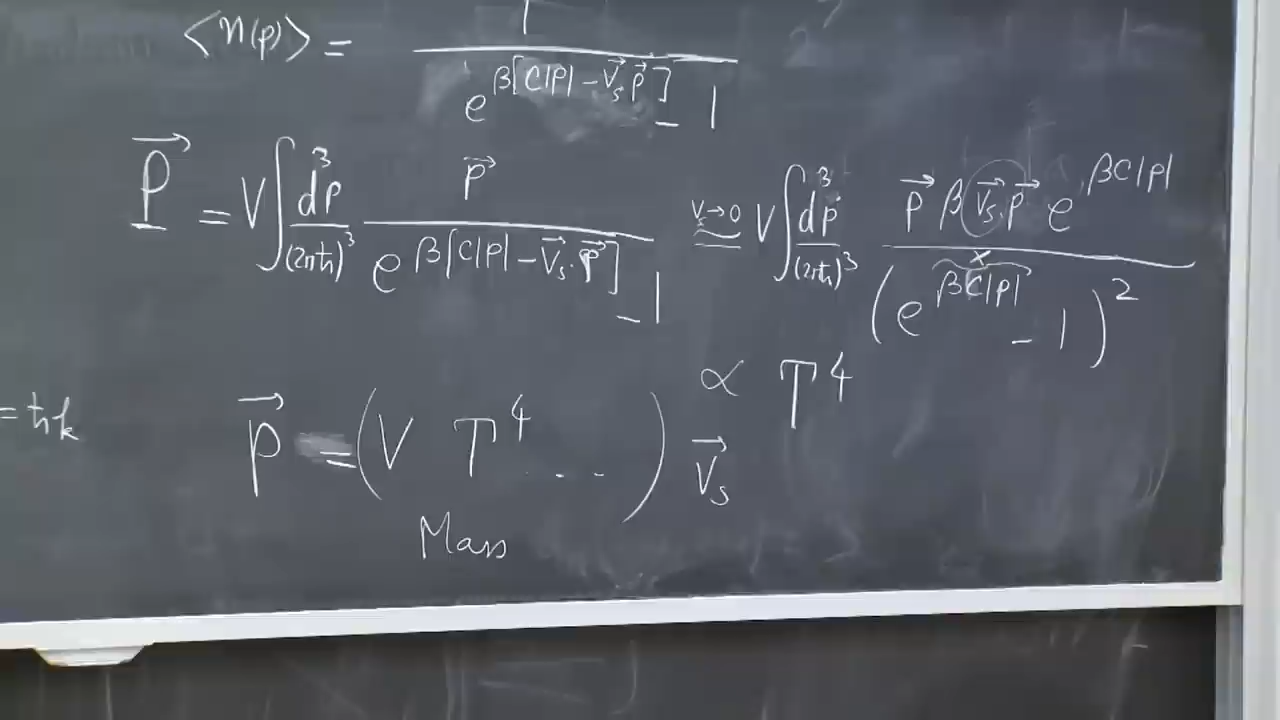 ⟨n(p)⟩ = 1 / (e^{β[c|p| − v⃗_s p⃗]} − 1)
P⃗ = V ∫ d³p/(2πħ)³ p⃗ / (e^{β[c|p| − v⃗_s · p⃗]} − 1) ≅^{v_s→0} V ∫ d³p/(2πħ)³ p⃗ β v⃗_s · p⃗ e^{βc|p|} / (e^{βc|p|} − 1)²
x
∝ T⁴
= ħk
p⃗ = (V T⁴ ...) v⃗_s
Mass